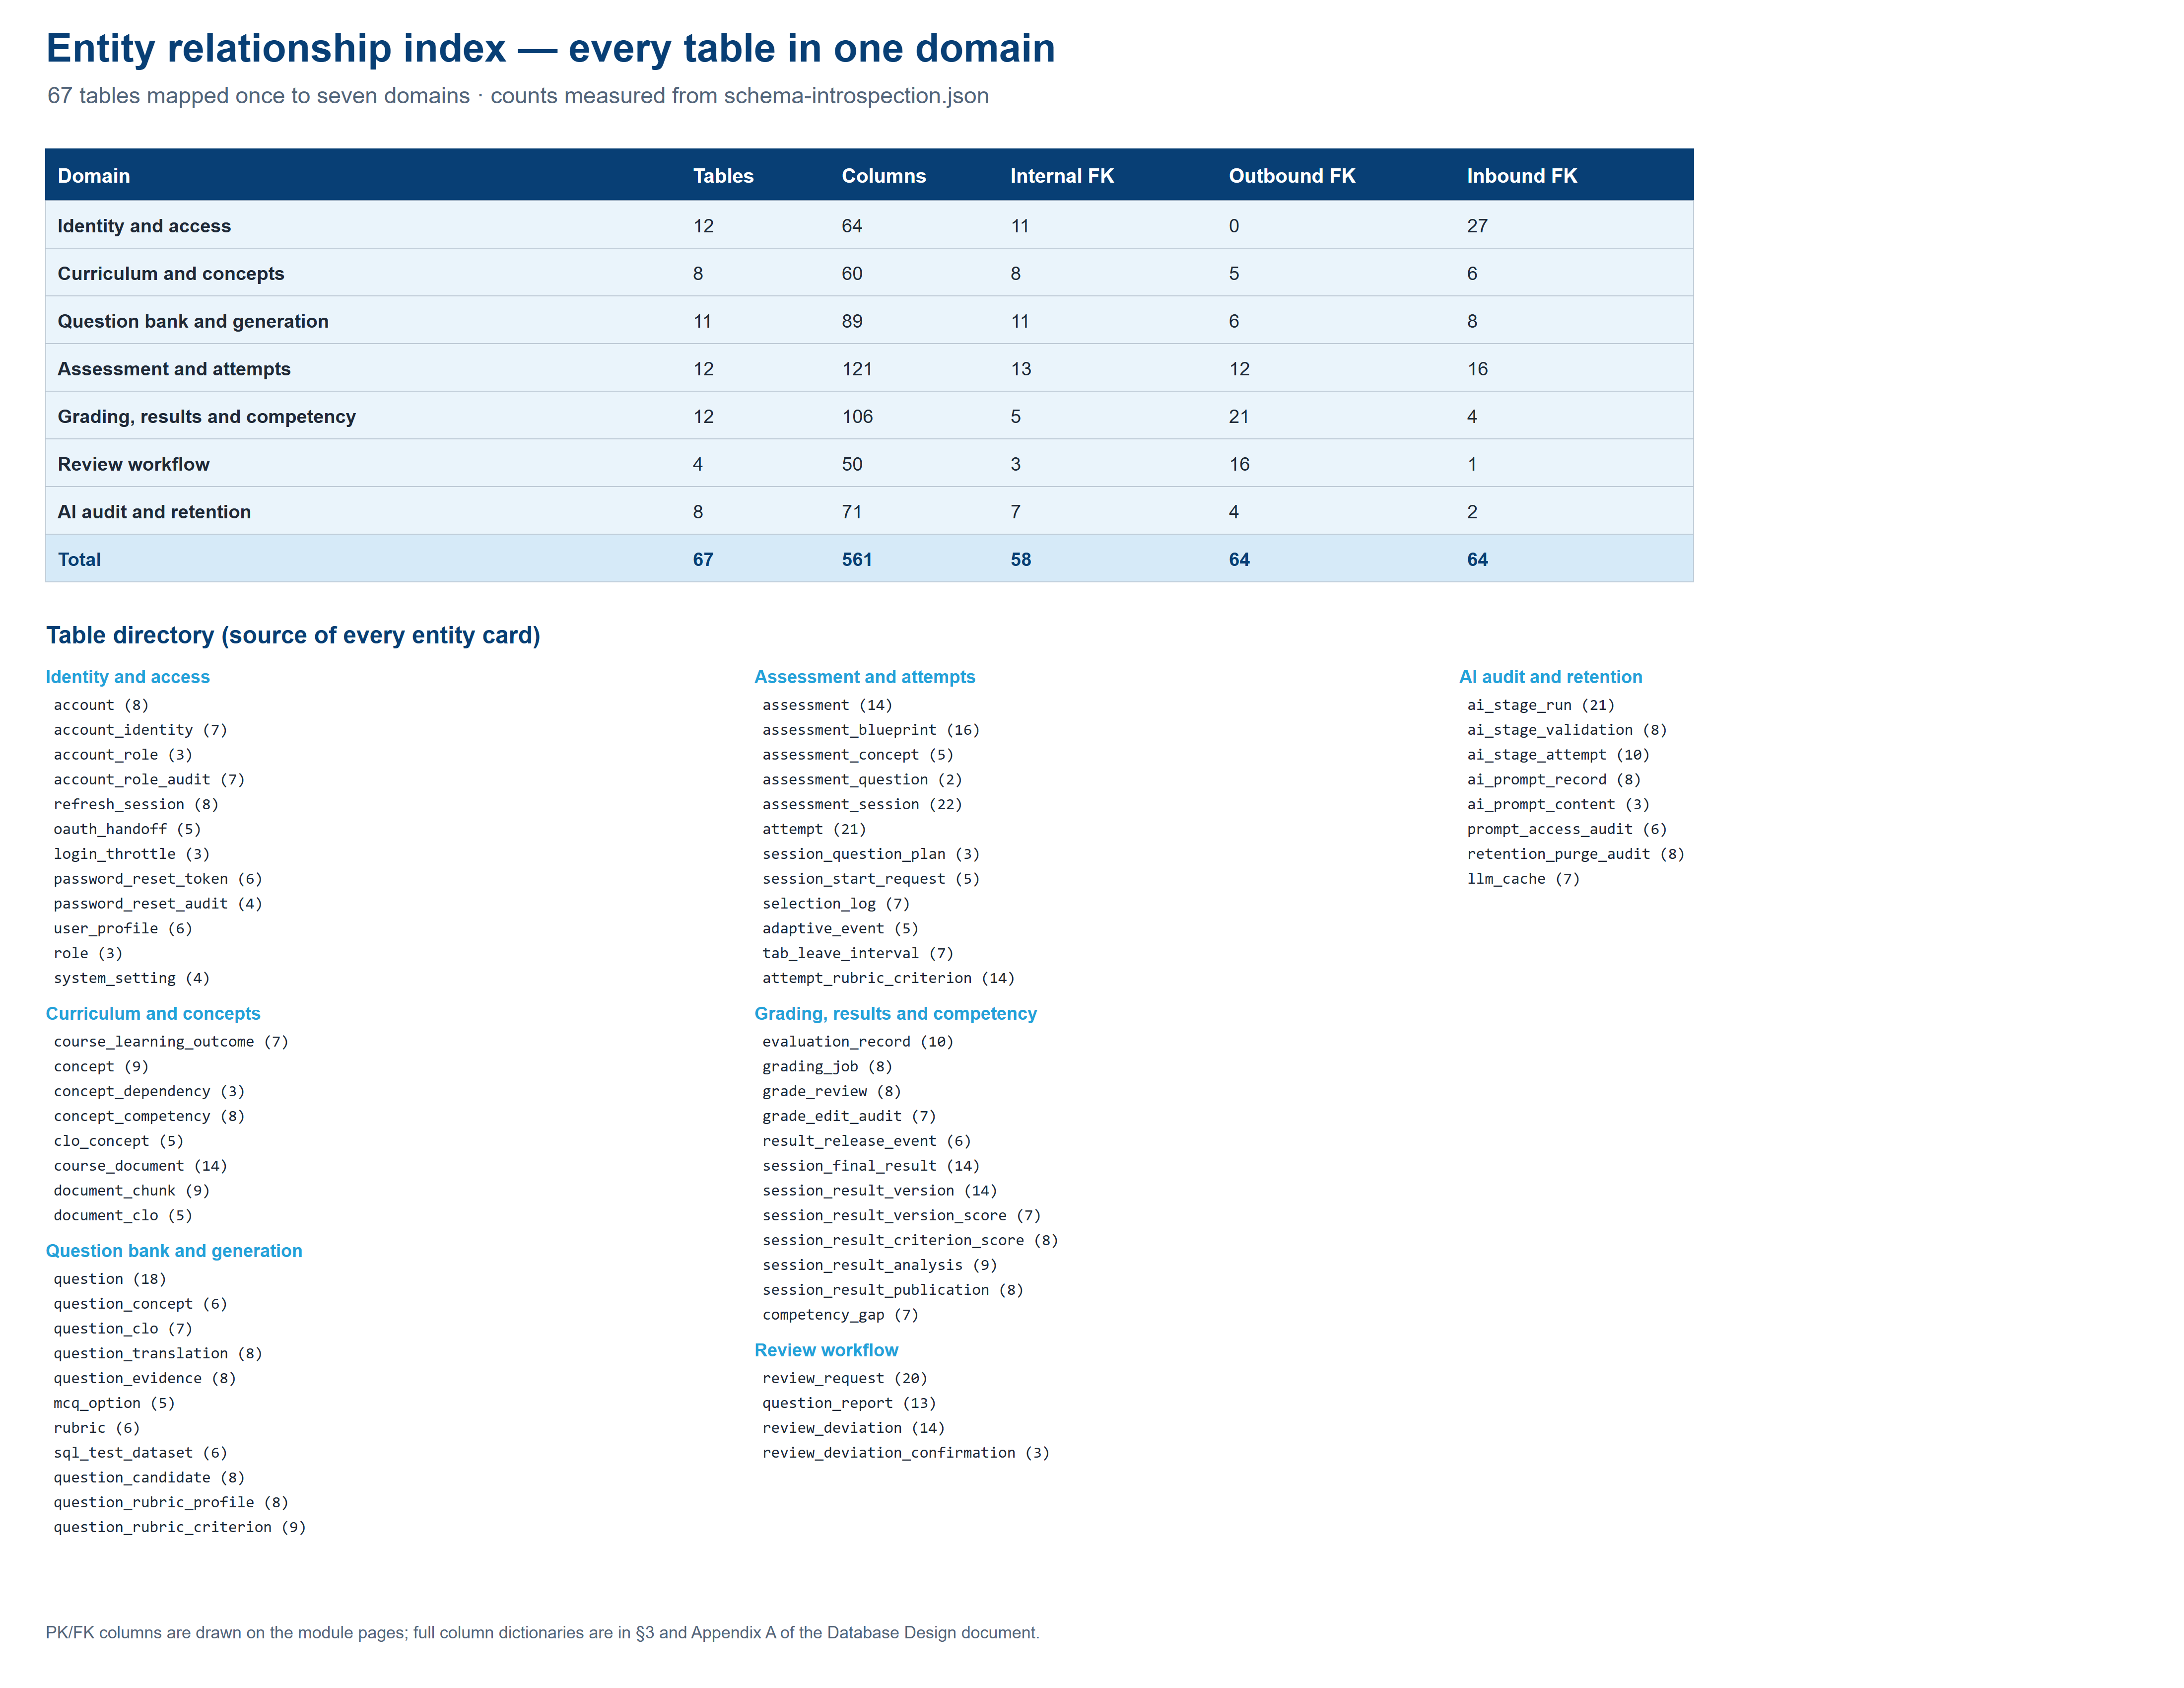 Entity relationship index — every table in one domain
67 tables mapped once to seven domains · counts measured from schema-introspection.json
Domain Tables Columns Internal FK Outbound FK Inbound FK
Identity and access 12 64 11 0 27
Curriculum and concepts 8 60 8 5 6
Question bank and generation 11 89 11 6 8
Assessment and attempts 12 121 13 12 16
Grading, results and competency 12 106 5 21 4
Review workflow 4 50 3 16 1
AI audit and retention 8 71 7 4 2
Total 67 561 58 64 64
Table directory (source of every entity card)
Identity and access
account (8)
account_identity (7)
account_role (3)
account_role_audit (7)
refresh_session (8)
oauth_handoff (5)
login_throttle (3)
password_reset_token (6)
password_reset_audit (4)
user_profile (6)
role (3)
system_setting (4)
Curriculum and concepts
course_learning_outcome (7)
concept (9)
concept_dependency (3)
concept_competency (8)
clo_concept (5)
course_document (14)
document_chunk (9)
document_clo (5)
Question bank and generation
question (18)
question_concept (6)
question_clo (7)
question_translation (8)
question_evidence (8)
mcq_option (5)
rubric (6)
sql_test_dataset (6)
question_candidate (8)
question_rubric_profile (8)
question_rubric_criterion (9)
Assessment and attempts
assessment (14)
assessment_blueprint (16)
assessment_concept (5)
assessment_question (2)
assessment_session (22)
attempt (21)
session_question_plan (3)
session_start_request (5)
selection_log (7)
adaptive_event (5)
tab_leave_interval (7)
attempt_rubric_criterion (14)
Grading, results and competency
evaluation_record (10)
grading_job (8)
grade_review (8)
grade_edit_audit (7)
result_release_event (6)
session_final_result (14)
session_result_version (14)
session_result_version_score (7)
session_result_criterion_score (8)
session_result_analysis (9)
session_result_publication (8)
competency_gap (7)
Review workflow
review_request (20)
question_report (13)
review_deviation (14)
review_deviation_confirmation (3)
AI audit and retention
ai_stage_run (21)
ai_stage_validation (8)
ai_stage_attempt (10)
ai_prompt_record (8)
ai_prompt_content (3)
prompt_access_audit (6)
retention_purge_audit (8)
llm_cache (7)
PK/FK columns are drawn on the module pages; full column dictionaries are in §3 and Appendix A of the Database Design document.